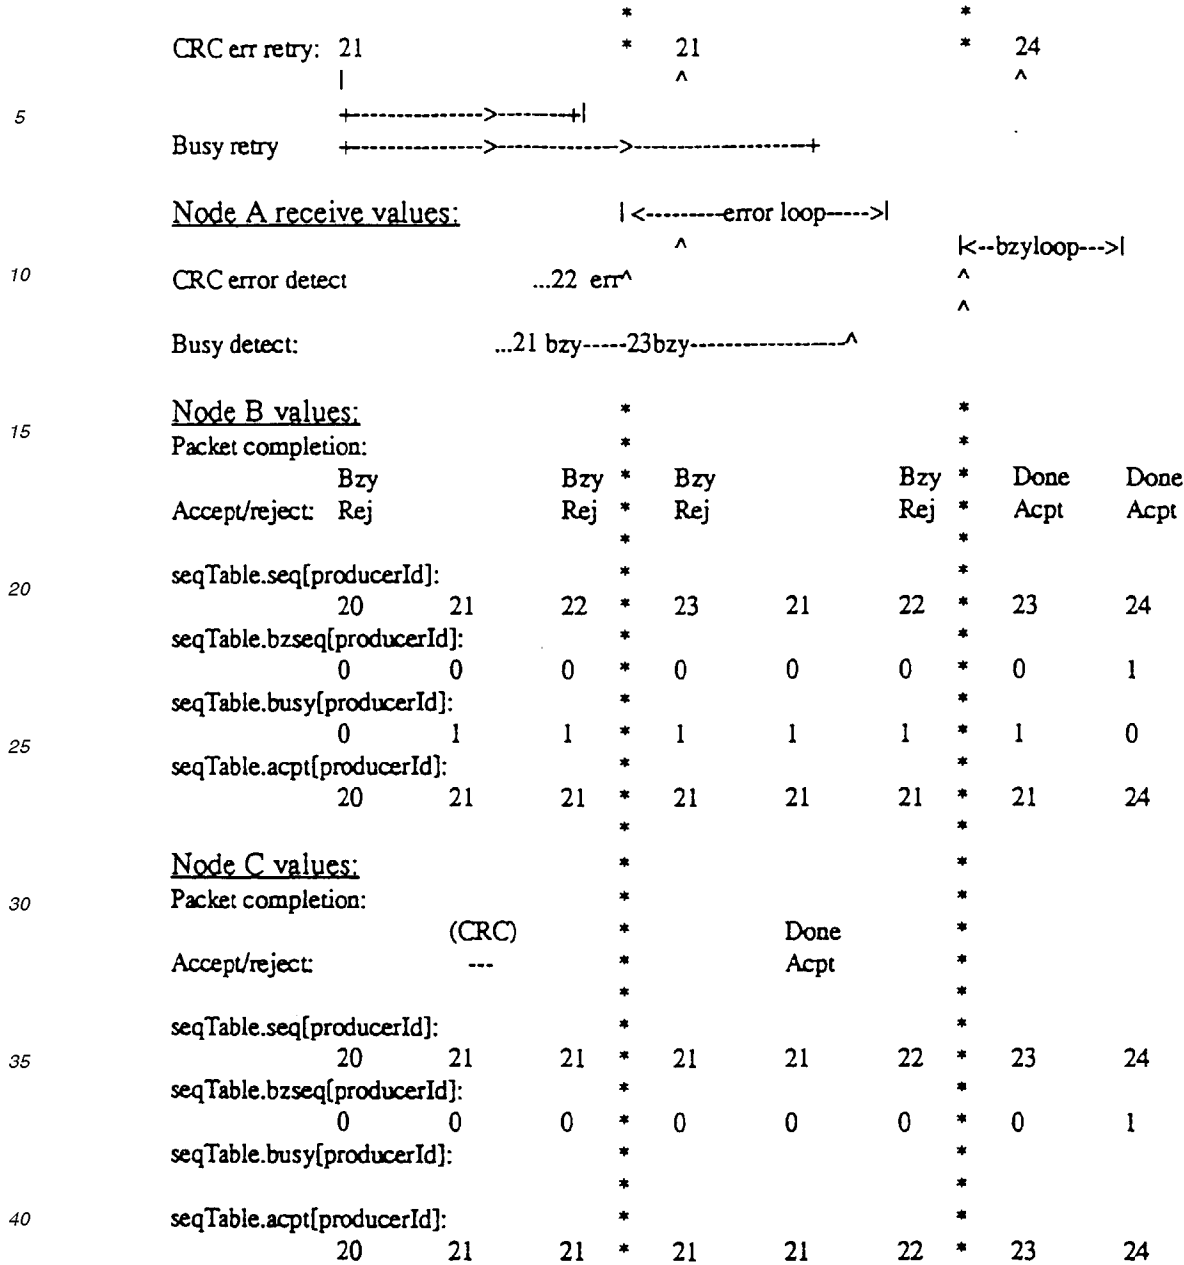 * *
CRC err retry: 21 * 21 * 24
| ^ ^
5 +---------------->---------+|
Busy retry +---------------->-------------->---------------------+
Node A receive values: |<---------error loop----->|
^ |<--bzyloop--->|
10 CRC error detect ...22 err^ ^
^
Busy detect: ...21 bzy-----23bzy------------------^
Node B values: * *
15 Packet completion: * *
Bzy Bzy * Bzy Bzy * Done Done
Accept/reject: Rej Rej * Rej Rej * Acpt Acpt
* *
20 seqTable.seq[producerId]: * *
20 21 22 * 23 21 22 * 23 24
seqTable.bzseq[producerId]: * *
0 0 0 * 0 0 0 * 0 1
seqTable.busy[producerId]: * *
25 0 1 1 * 1 1 1 * 1 0
seqTable.acpt[producerId]: * *
20 21 21 * 21 21 21 * 21 24
* *
Node C values: * *
30 Packet completion: * *
(CRC) * Done *
Accept/reject: --- * Acpt *
* *
seqTable.seq[producerId]: * *
35 20 21 21 * 21 21 22 * 23 24
seqTable.bzseq[producerId]: * *
0 0 0 * 0 0 0 * 0 1
seqTable.busy[producerId]: * *
* *
40 seqTable.acpt[producerId]: * *
20 21 21 * 21 21 22 * 23 24